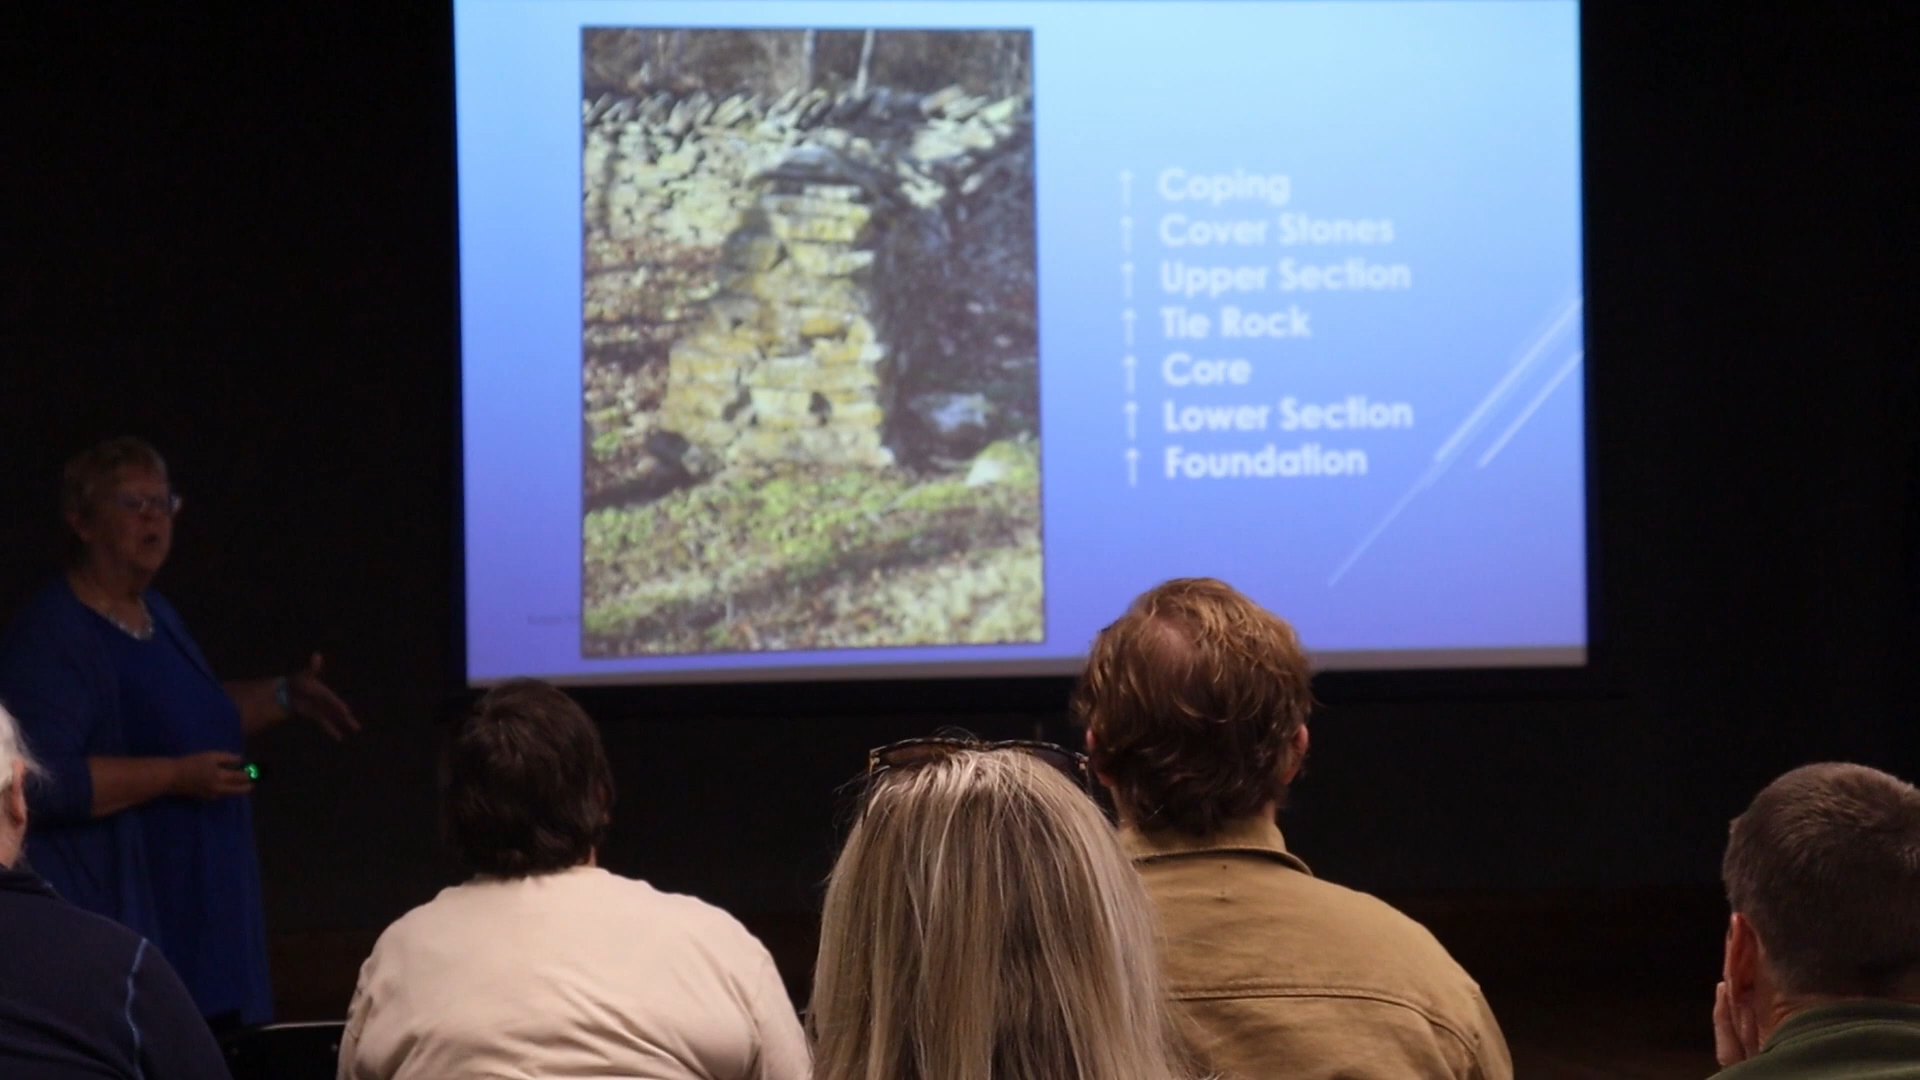 ↑ Coping
↑ Cover Stones
↑ Upper Section
↑ Tie Rock
↑ Core
↑ Lower Section
↑ Foundation